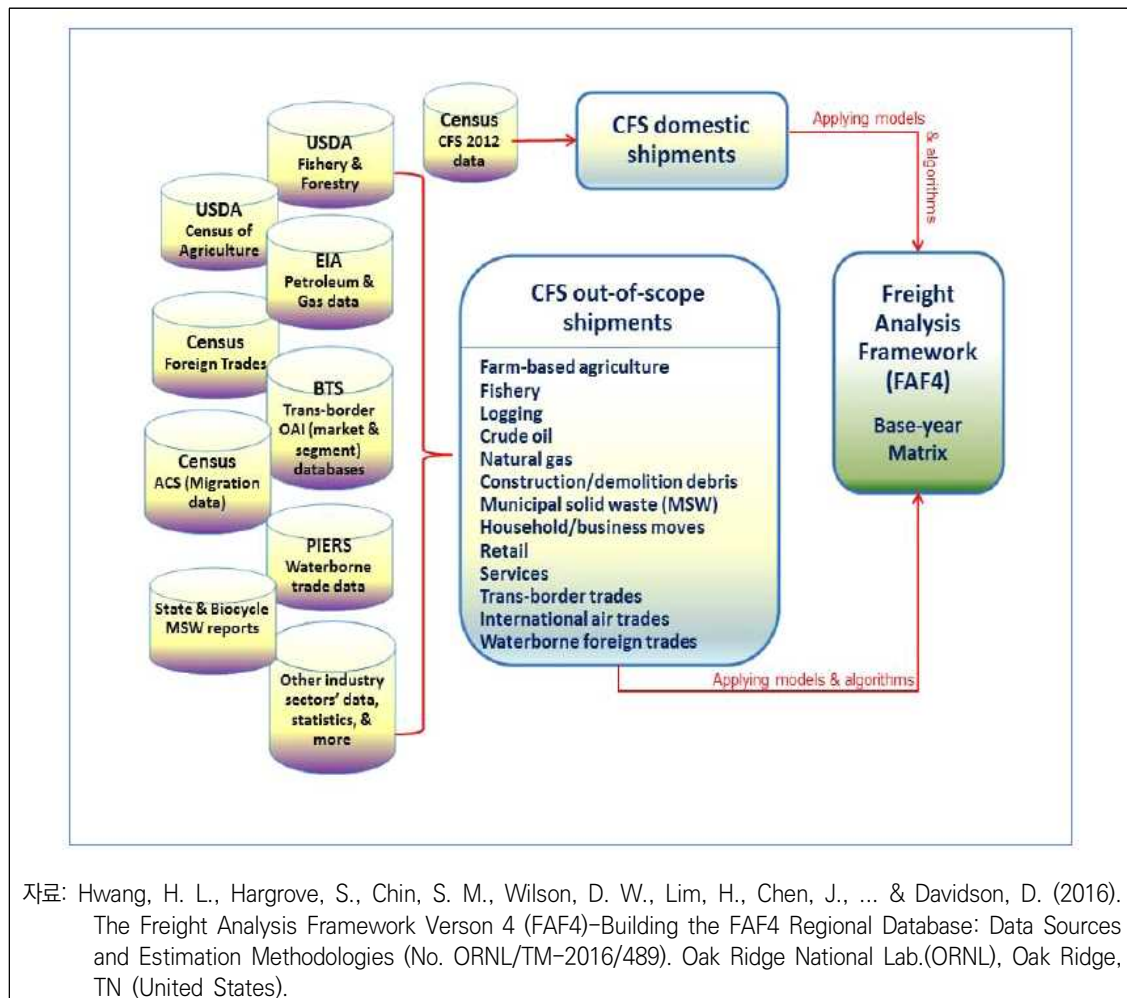 USDA
Fishery &
Forestry
USDA
Census of
Agriculture
EIA
Petroleum &
Gas data
Census
Foreign Trades
BTS
Trans-border
OAI (market &
segment)
databases
Census
ACS (Migration
data)
PIERS
Waterborne
trade data
State & Biocycle
MSW reports
Other industry
sectors' data,
statistics, &
more
Census
CFS 2012
data
CFS domestic
shipments
Applying models
& algorithms
CFS out-of-scope
shipments
Farm-based agriculture
Fishery
Logging
Crude oil
Natural gas
Construction/demolition debris
Municipal solid waste (MSW)
Household/business moves
Retail
Services
Trans-border trades
International air trades
Waterborne foreign trades
Applying models & algorithms
Freight
Analysis
Framework
(FAF4)
Base-year
Matrix
자료: Hwang, H. L., Hargrove, S., Chin, S. M., Wilson, D. W., Lim, H., Chen, J., ... & Davidson, D. (2016).
The Freight Analysis Framework Verson 4 (FAF4)-Building the FAF4 Regional Database: Data Sources
and Estimation Methodologies (No. ORNL/TM-2016/489). Oak Ridge National Lab.(ORNL), Oak Ridge,
TN (United States).